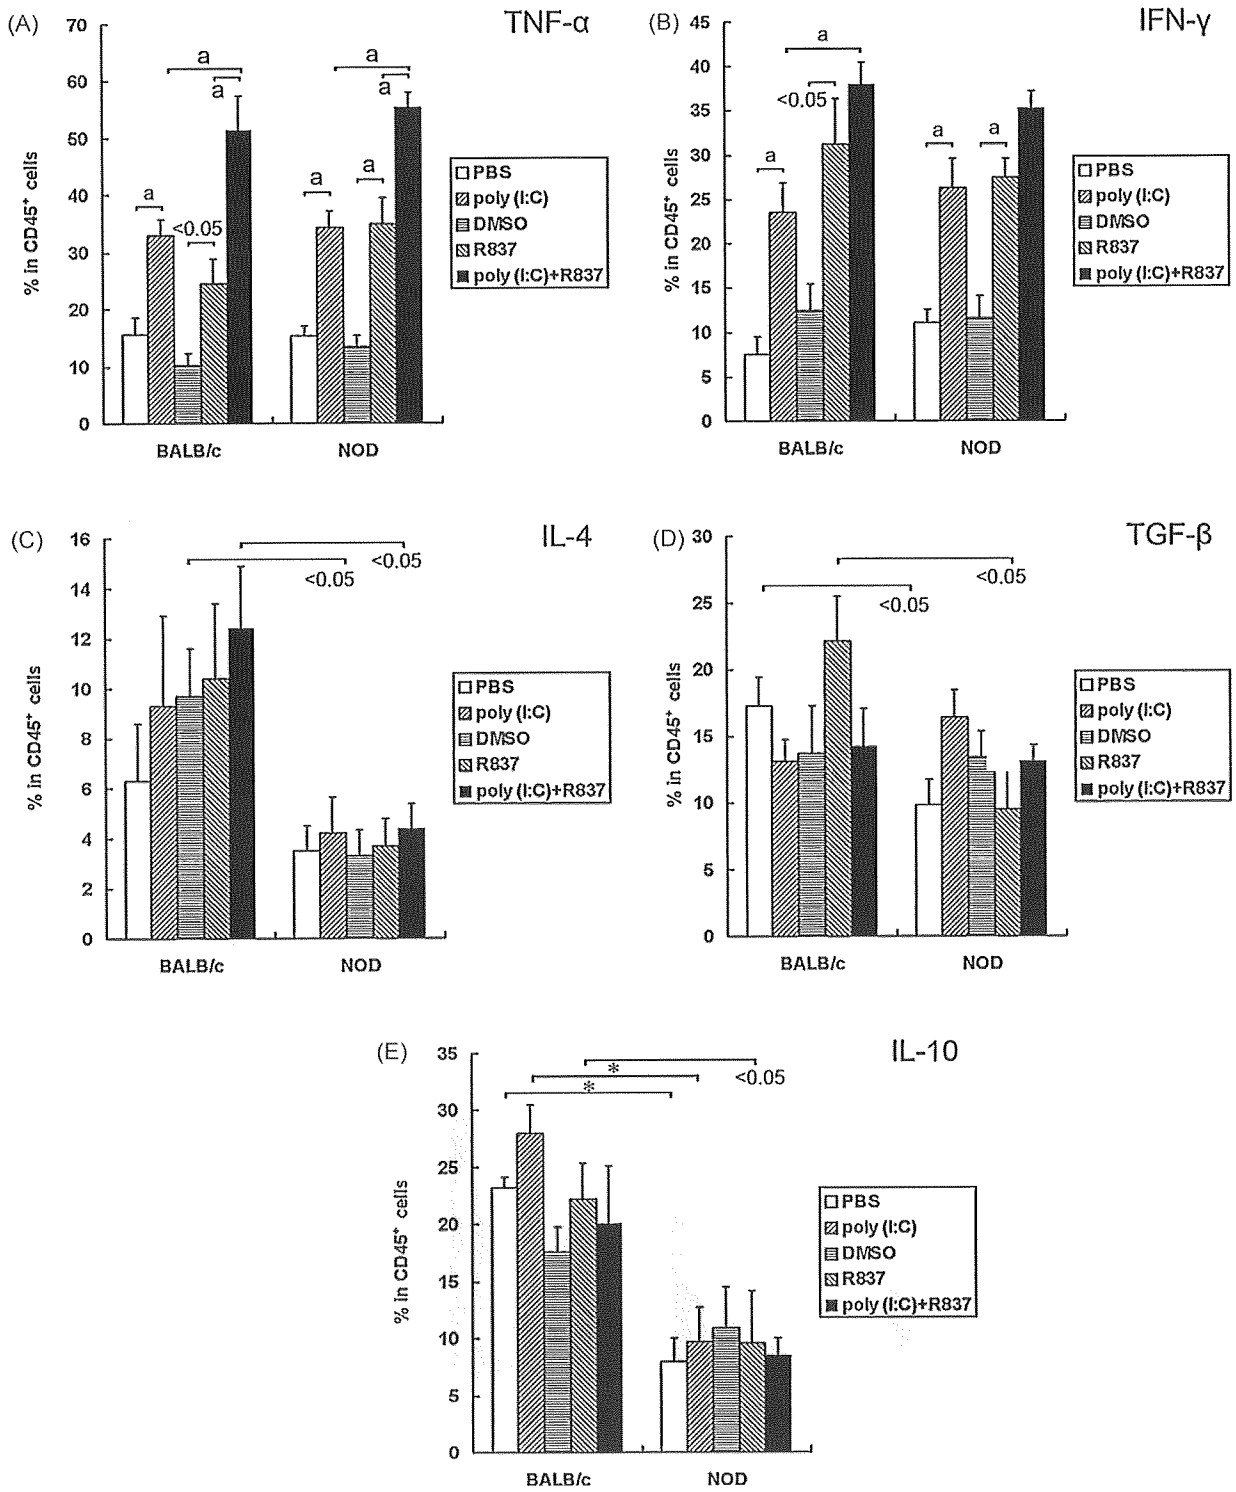 (A)
TNF-α
% in CD45⁺ cells
70
60
50
40
30
20
10
0
a
a
a
<0.05
a
a
a
a
BALB/c
NOD
PBS
poly (I:C)
DMSO
R837
poly (I:C)+R837
(B)
IFN-γ
% in CD45⁺ cells
45
40
35
30
25
20
15
10
5
0
a
<0.05
a
a
a
BALB/c
NOD
PBS
poly (I:C)
DMSO
R837
poly (I:C)+R837
(C)
IL-4
% in CD45⁺ cells
16
14
12
10
8
6
4
2
0
<0.05
<0.05
BALB/c
NOD
PBS
poly (I:C)
DMSO
R837
poly (I:C)+R837
(D)
TGF-β
% in CD45⁺ cells
30
25
20
15
10
5
0
<0.05
<0.05
BALB/c
NOD
PBS
poly (I:C)
DMSO
R837
poly (I:C)+R837
(E)
IL-10
% in CD45⁺ cells
35
30
25
20
15
10
5
0
<0.05
*
*
BALB/c
NOD
PBS
poly (I:C)
DMSO
R837
poly (I:C)+R837